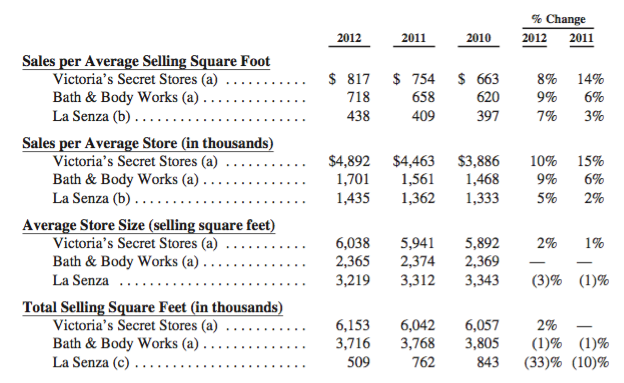 % Change
2012 2011 2010 2012 2011
Sales per Average Selling Square Foot
Victoria’s Secret Stores (a) ........... $ 817 $ 754 $ 663 8% 14%
Bath & Body Works (a) ............. 718 658 620 9% 6%
La Senza (b) ...................... 438 409 397 7% 3%
Sales per Average Store (in thousands)
Victoria’s Secret Stores (a) ........... $4,892 $4,463 $3,886 10% 15%
Bath & Body Works (a) ............. 1,701 1,561 1,468 9% 6%
La Senza (b) ...................... 1,435 1,362 1,333 5% 2%
Average Store Size (selling square feet)
Victoria’s Secret Stores (a) ........... 6,038 5,941 5,892 2% 1%
Bath & Body Works (a) ............. 2,365 2,374 2,369 — —
La Senza ........................ 3,219 3,312 3,343 (3)% (1)%
Total Selling Square Feet (in thousands)
Victoria’s Secret Stores (a) ........... 6,153 6,042 6,057 2% —
Bath & Body Works (a) ............. 3,716 3,768 3,805 (1)% (1)%
La Senza (c) ...................... 509 762 843 (33)% (10)%